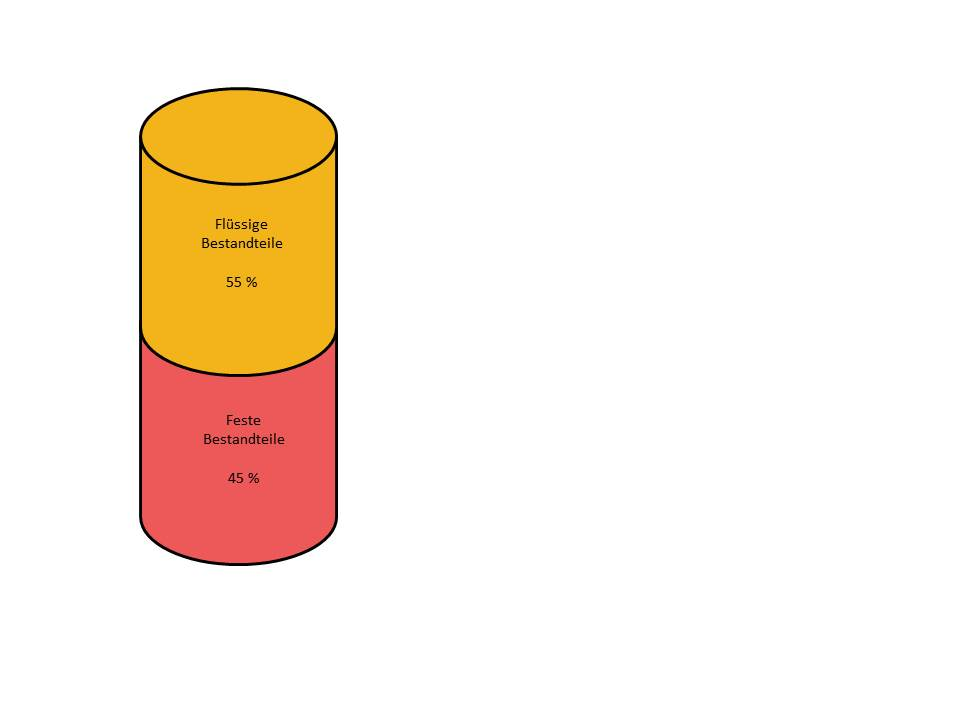 Flüssige
Bestandteile
55 %
Feste
Bestandteile
45 %